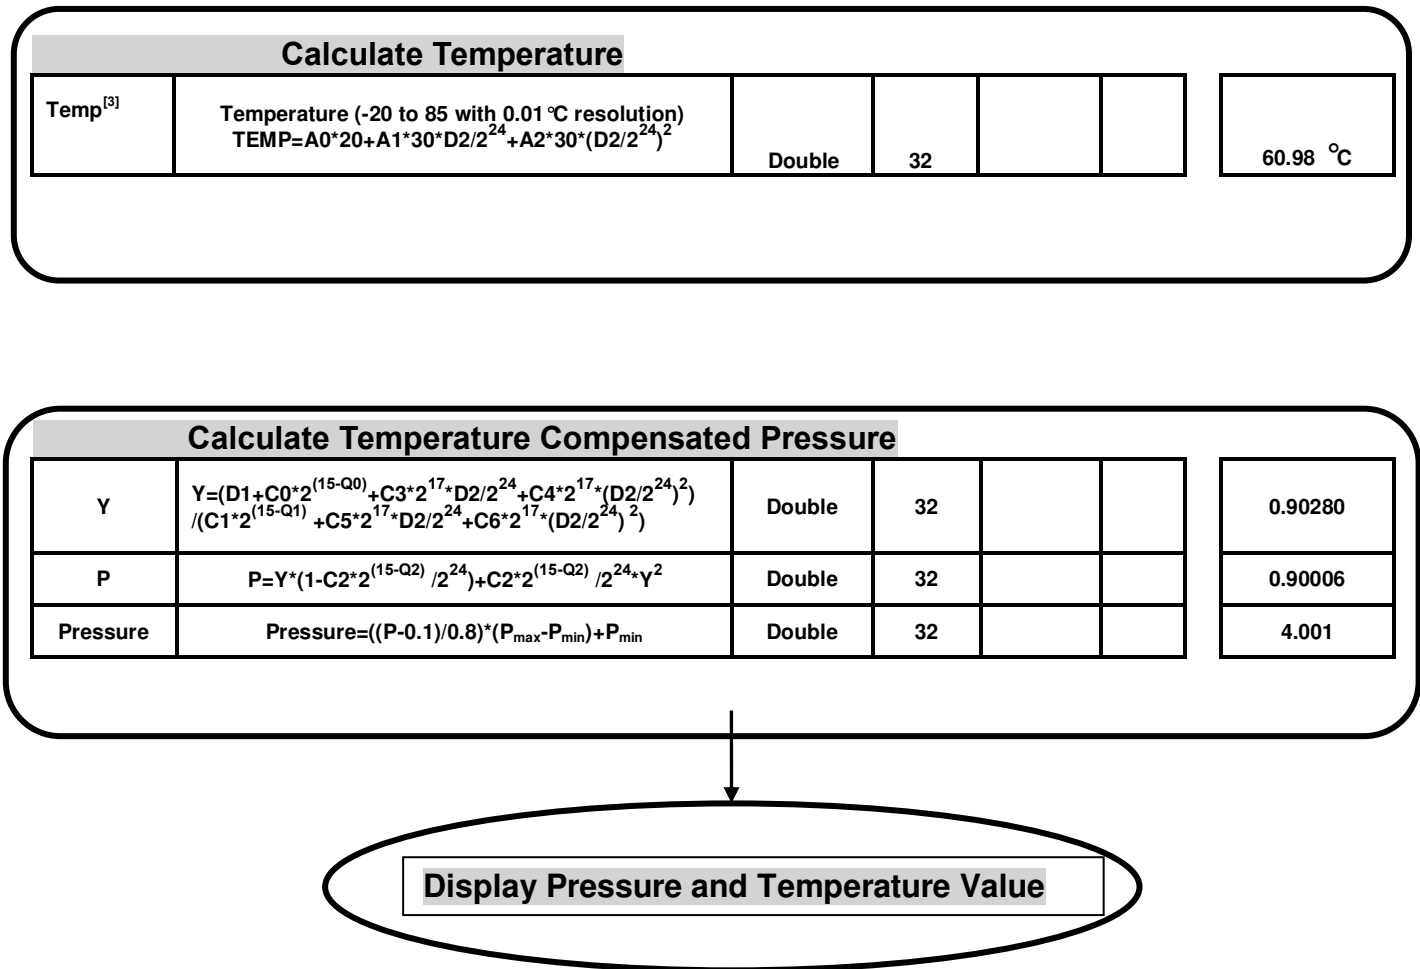 Calculate Temperature
Temp[3]
Temperature (-20 to 85 with 0.01℃ resolution)
TEMP=A0*20+A1*30*D2/2^24+A2*30*(D2/2^24)^2
Double
32
60.98 °C
Calculate Temperature Compensated Pressure
Y
Y=(D1+C0*2^(15-Q0)+C3*2^17*D2/2^24+C4*2^17*(D2/2^24)^2)
/(C1*2^(15-Q1) +C5*2^17*D2/2^24+C6*2^17*(D2/2^24) ^2)
Double
32
0.90280
P
P=Y*(1-C2*2^(15-Q2) /2^24)+C2*2^(15-Q2) /2^24*Y^2
Double
32
0.90006
Pressure
Pressure=((P-0.1)/0.8)*(Pmax-Pmin)+Pmin
Double
32
4.001
Display Pressure and Temperature Value